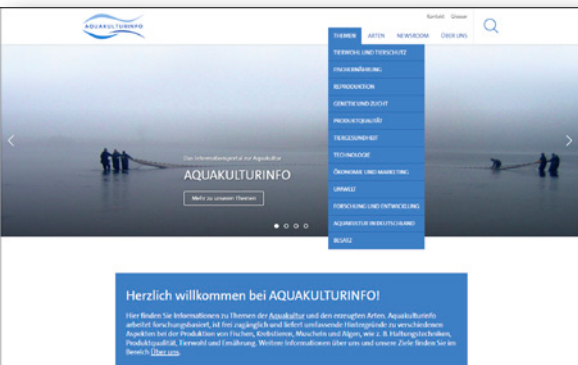 Kontakt Glossar
AQUAKULTURINFO
THEMEN ARTEN NEWSROOM ÜBER UNS
TIERWOHL UND TIERSCHUTZ
FISCHERNÄHRUNG
REPRODUKTION
GENETIK UND ZUCHT
PRODUKTQUALITÄT
TIERGESUNDHEIT
TECHNOLOGIE
ÖKONOMIE UND MARKETING
UMWELT
FORSCHUNG UND ENTWICKLUNG
AQUAKULTUR IN DEUTSCHLAND
BESATZ
Das Informationsportal zur Aquakultur
AQUAKULTURINFO
Mehr zu unseren Themen
Herzlich willkommen bei AQUAKULTURINFO!
Hier finden Sie Informationen zu Themen der Aquakultur und den erzeugten Arten. Aquakulturinfo
arbeitet forschungsbasiert, ist frei zugänglich und liefert umfassende Hintergründe zu verschiedenen
Aspekten bei der Produktion von Fischen, Krebstieren, Muscheln und Algen, wie z. B. Haltungstechniken,
Produktqualität, Tierwohl und Ernährung. Weitere Informationen über uns und unsere Ziele finden Sie im
Bereich Über uns.